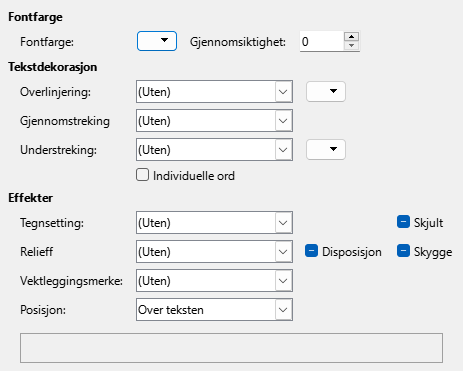 Fontfarge
Fontfarge: Gjennomsiktighet: 0
Tekstdekorasjon
Overlinjering: (Uten)
Gjennomstreking (Uten)
Understreking: (Uten)
Individuelle ord
Effekter
Tegnsetting: (Uten) Skjult
Relieff (Uten) Disposisjon Skygge
Vektleggingsmerke: (Uten)
Posisjon: Over teksten